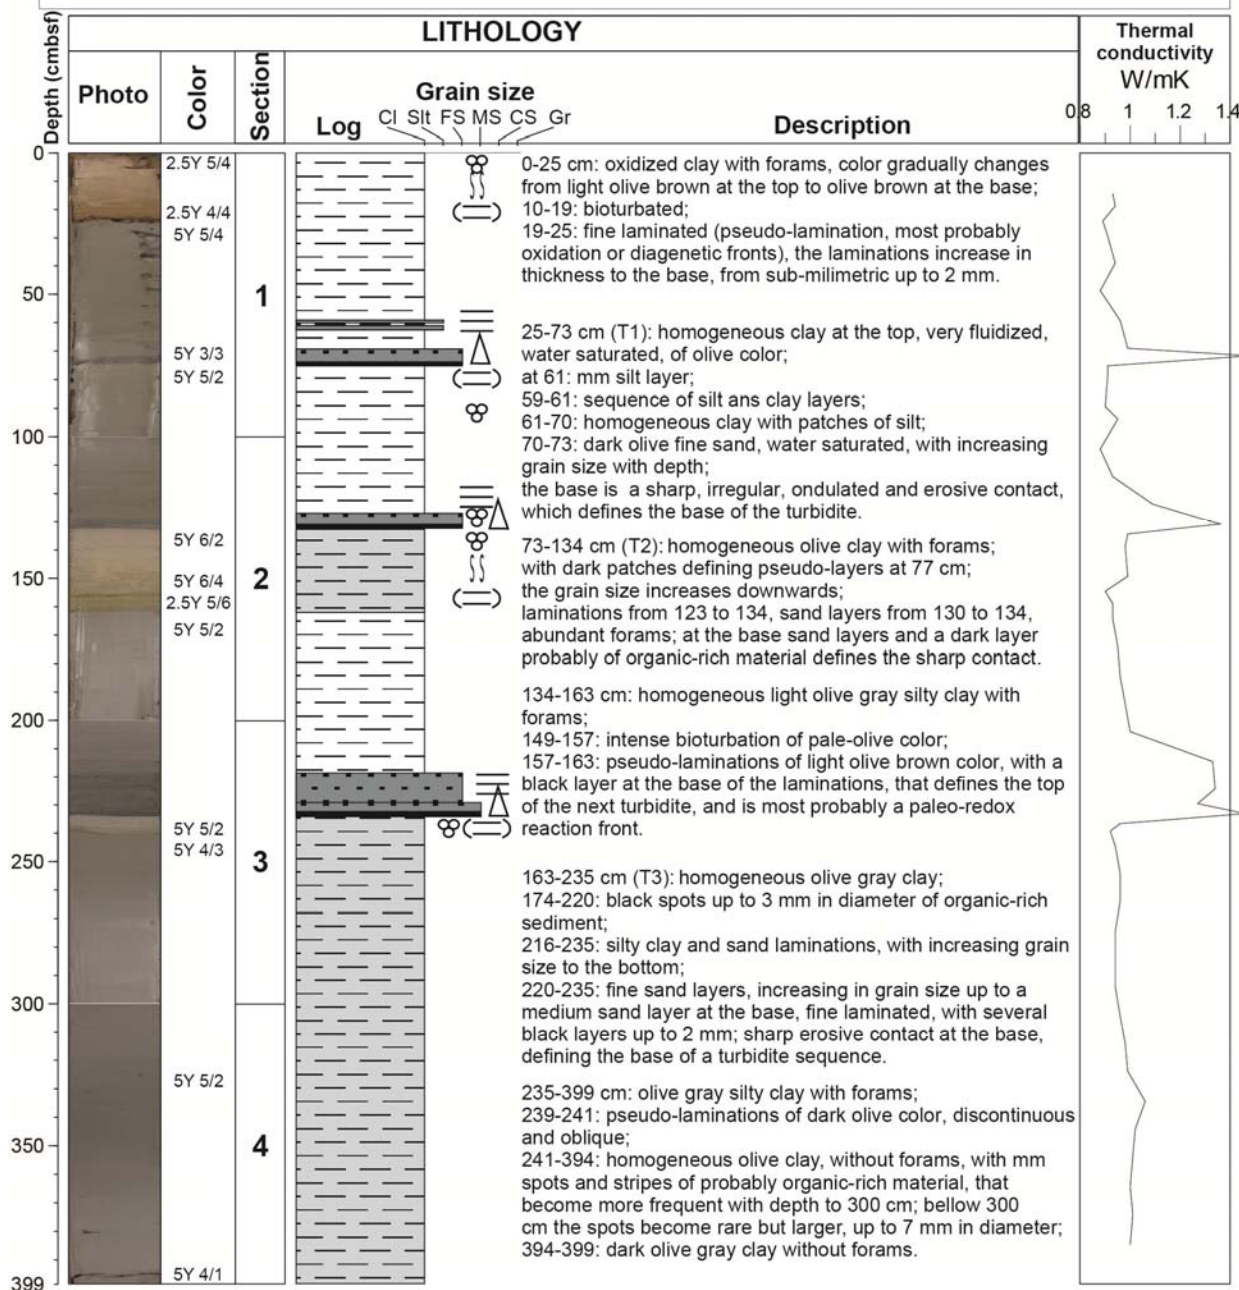 LITHOLOGY
Thermal
conductivity
W/mK
0.8 1 1.2 1.4
Depth (cmbsf)
Photo
Color
Section
Log
Grain size
Cl Slt FS MS CS Gr
Description
0
50
100
150
200
250
300
350
399
2.5Y 5/4
2.5Y 4/4
5Y 5/4
5Y 3/3
5Y 5/2
5Y 6/2
5Y 6/4
2.5Y 5/6
5Y 5/2
5Y 5/2
5Y 4/3
5Y 5/2
5Y 4/1
1
2
3
4
0-25 cm: oxidized clay with forams, color gradually changes
from light olive brown at the top to olive brown at the base;
10-19: bioturbated;
19-25: fine laminated (pseudo-lamination, most probably
oxidation or diagenetic fronts), the laminations increase in
thickness to the base, from sub-milimetric up to 2 mm.
25-73 cm (T1): homogeneous clay at the top, very fluidized,
water saturated, of olive color;
at 61: mm silt layer;
59-61: sequence of silt ans clay layers;
61-70: homogeneous clay with patches of silt;
70-73: dark olive fine sand, water saturated, with increasing
grain size with depth;
the base is a sharp, irregular, ondulated and erosive contact,
which defines the base of the turbidite.
73-134 cm (T2): homogeneous olive clay with forams;
with dark patches defining pseudo-layers at 77 cm;
the grain size increases downwards;
laminations from 123 to 134, sand layers from 130 to 134,
abundant forams; at the base sand layers and a dark layer
probably of organic-rich material defines the sharp contact.
134-163 cm: homogeneous light olive gray silty clay with
forams;
149-157: intense bioturbation of pale-olive color;
157-163: pseudo-laminations of light olive brown color, with a
black layer at the base of the laminations, that defines the top
of the next turbidite, and is most probably a paleo-redox
reaction front.
163-235 cm (T3): homogeneous olive gray clay;
174-220: black spots up to 3 mm in diameter of organic-rich
sediment;
216-235: silty clay and sand laminations, with increasing grain
size to the bottom;
220-235: fine sand layers, increasing in grain size up to a
medium sand layer at the base, fine laminated, with several
black layers up to 2 mm; sharp erosive contact at the base,
defining the base of a turbidite sequence.
235-399 cm: olive gray silty clay with forams;
239-241: pseudo-laminations of dark olive color, discontinuous
and oblique;
241-394: homogeneous olive clay, without forams, with mm
spots and stripes of probably organic-rich material, that
become more frequent with depth to 300 cm; bellow 300
cm the spots become rare but larger, up to 7 mm in diameter;
394-399: dark olive gray clay without forams.